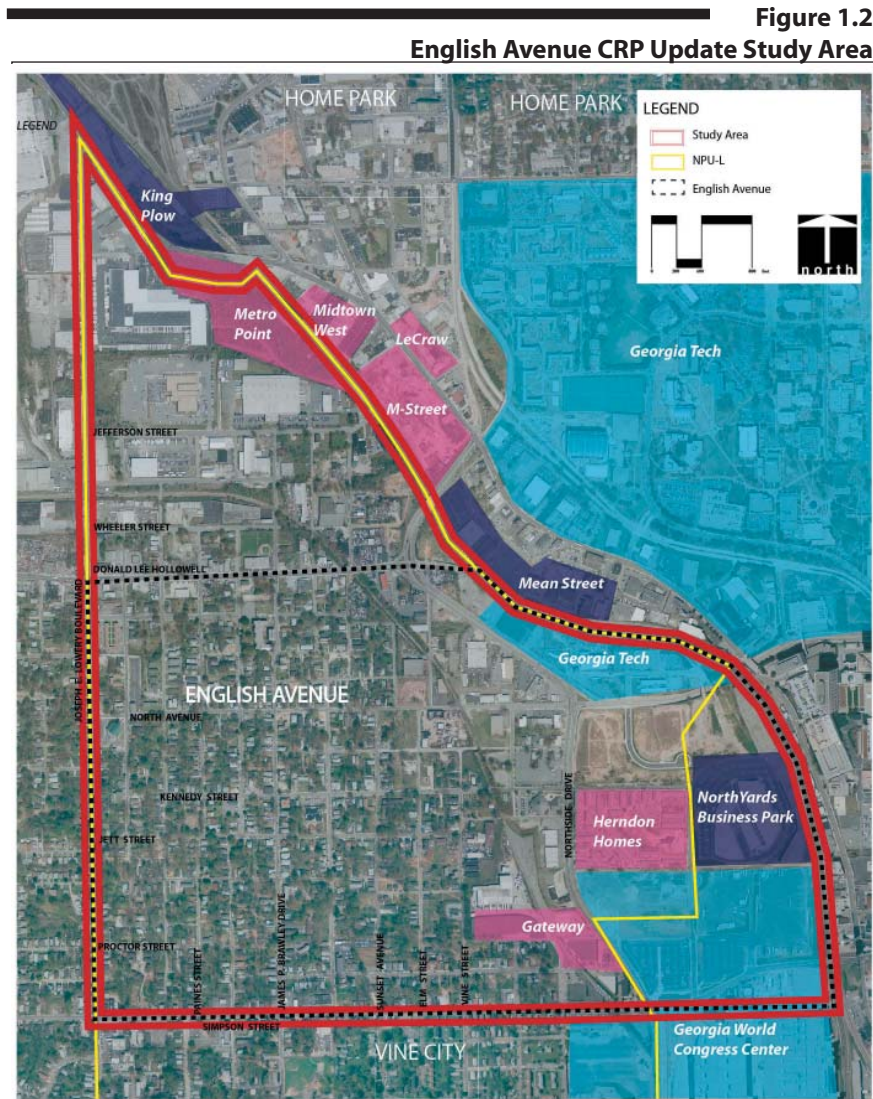 Figure 1.2
English Avenue CRP Update Study Area
HOME PARK
HOME PARK
LEGEND
LEGEND
Study Area
NPU-L
English Avenue
north
King
Plow
Metro
Point
Midtown
West
LeCraw
Georgia Tech
M-Street
JEFFERSON STREET
WHEELER STREET
DONALD LEE HOLLOWELL
Mean Street
JOSEPH E. LOWERY BOULEVARD
Georgia Tech
ENGLISH AVENUE
NORTH AVENUE
KENNEDY STREET
NORTHSIDE DRIVE
NorthYards
Business Park
Herndon
Homes
JETT STREET
Gateway
PROCTOR STREET
PAINES STREET
JAMES P. BRAWLEY DRIVE
SUNSET AVENUE
ELM STREET
VINE STREET
SIMPSON STREET
Georgia World
Congress Center
VINE CITY